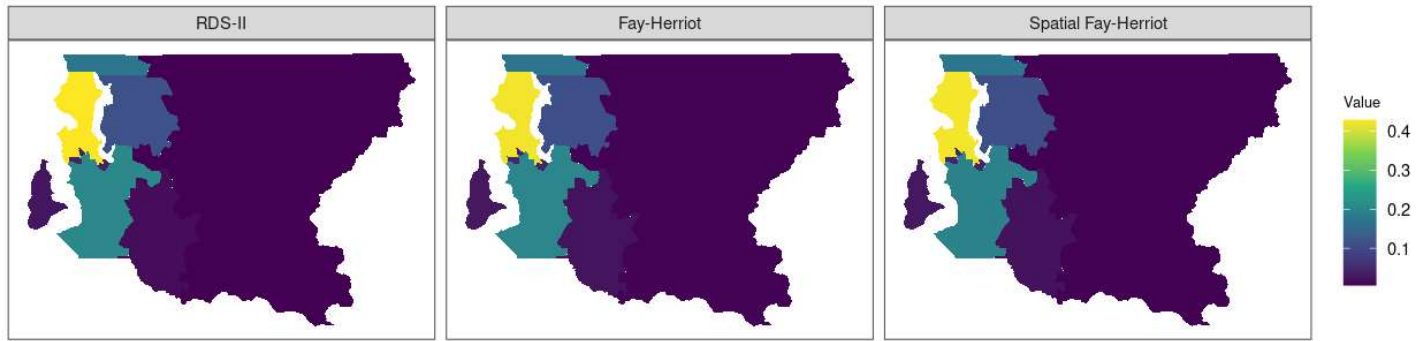 RDS-II
Fay-Herriot
Spatial Fay-Herriot
Value
0.4
0.3
0.2
0.1